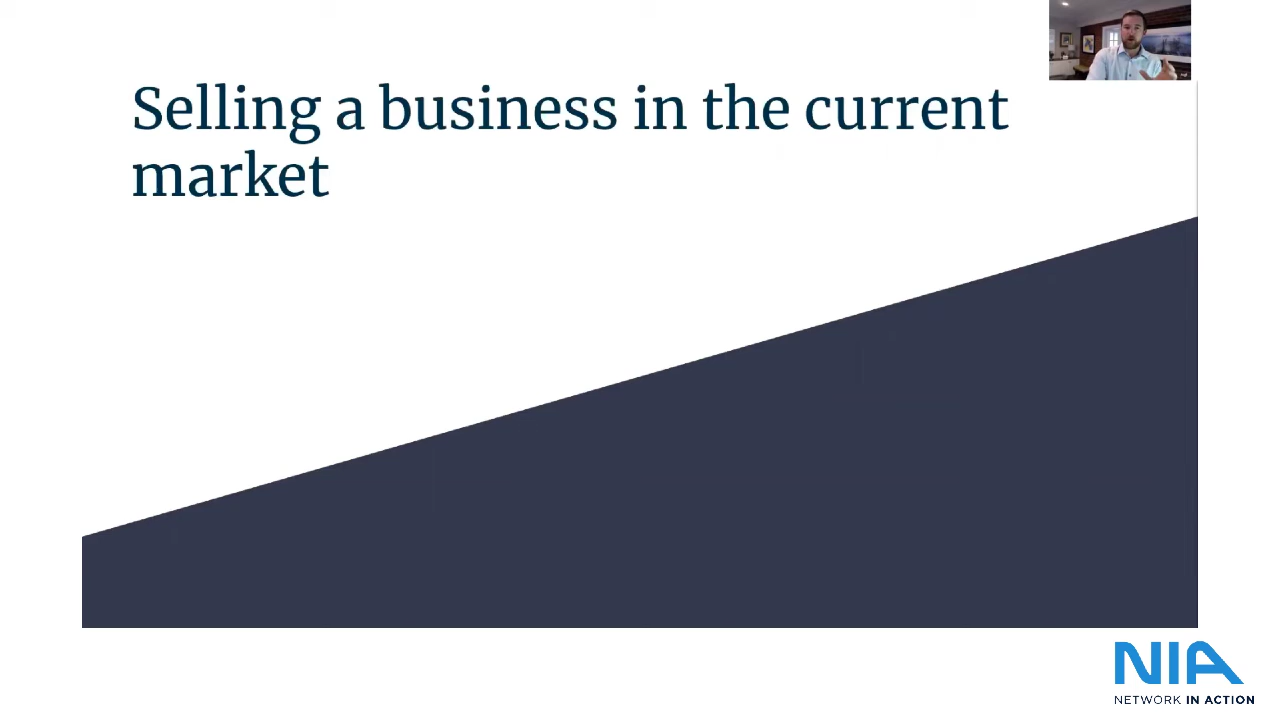 Selling a business in the current
market
NIA
NETWORK IN ACTION